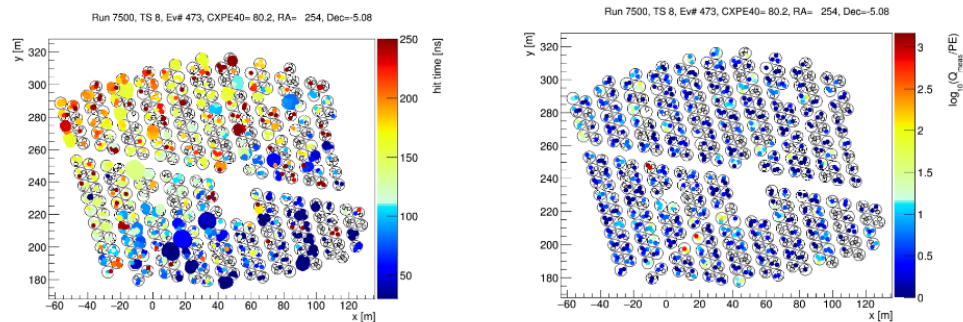 Run 7500, TS 8, Ev# 473, CXPE40= 80.2, RA= 254, Dec=-5.08
y [m]
320
300
280
260
240
220
200
180
−60 −40 −20 0 20 40 60 80 100 120
x [m]
hit time [ns]
250
200
150
100
50
Run 7500, TS 8, Ev# 473, CXPE40= 80.2, RA= 254, Dec=-5.08
y [m]
320
300
280
260
240
220
200
180
−60 −40 −20 0 20 40 60 80 100 120
x [m]
log10(Q_meas/PE)
3
2.5
2
1.5
1
0.5
0